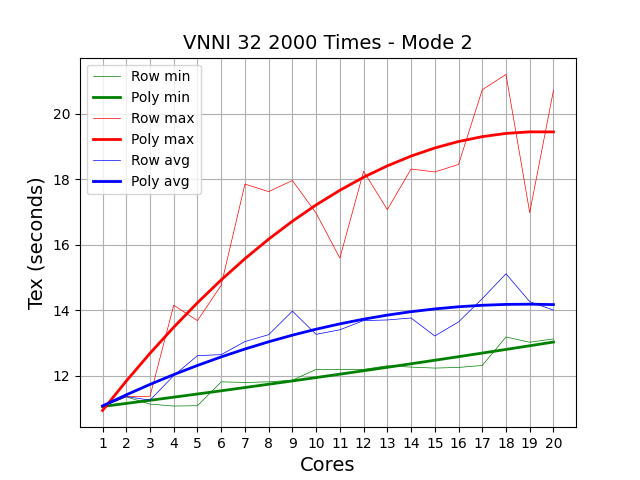 VNNI 32 2000 Times - Mode 2
Row min
Poly min
Row max
Poly max
Row avg
Poly avg
Tex (seconds)
20
18
16
14
12
1 2 3 4 5 6 7 8 9 10 11 12 13 14 15 16 17 18 19 20
Cores